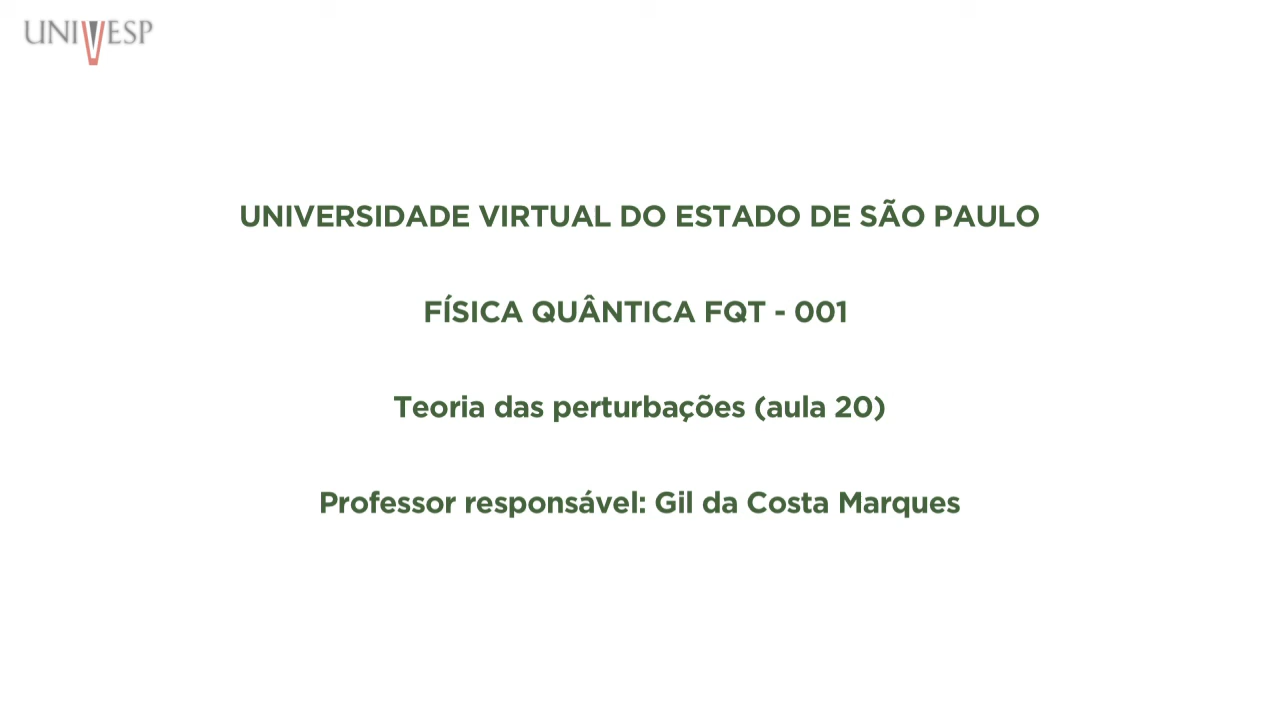 UNIVESP
UNIVERSIDADE VIRTUAL DO ESTADO DE SÃO PAULO
FÍSICA QUÂNTICA FQT - 001
Teoria das perturbações (aula 20)
Professor responsável: Gil da Costa Marques